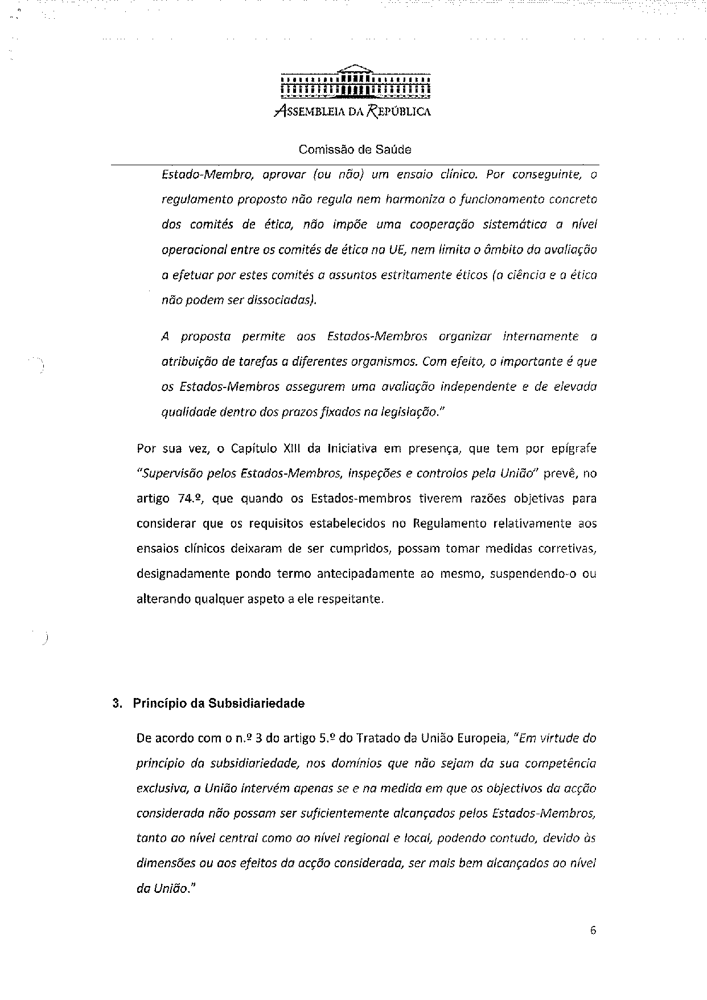 ASSEMBLEIA DA REPÚBLICA
Comissão de Saúde
Estado-Membro, aprovar (ou não) um ensaio clínico. Por conseguinte, o
regulamento proposto não regula nem harmoniza o funcionamento concreto
dos comités de ética, não impõe uma cooperação sistemática a nível
operacional entre os comités de ética na UE, nem limita o âmbito da avaliação
a efetuar por estes comités a assuntos estritamente éticos (a ciência e a ética
não podem ser dissociadas).
A proposta permite aos Estados-Membros organizar internamente a
atribuição de tarefas a diferentes organismos. Com efeito, o importante é que
os Estados-Membros assegurem uma avaliação independente e de elevada
qualidade dentro dos prazos fixados na legislação."
Por sua vez, o Capítulo XIII da Iniciativa em presença, que tem por epígrafe
"Supervisão pelos Estados-Membros, inspeções e controlos pela União" prevê, no
artigo 74.º, que quando os Estados-membros tiverem razões objetivas para
considerar que os requisitos estabelecidos no Regulamento relativamente aos
ensaios clínicos deixaram de ser cumpridos, possam tomar medidas corretivas,
designadamente pondo termo antecipadamente ao mesmo, suspendendo-o ou
alterando qualquer aspeto a ele respeitante.
3. Princípio da Subsidiariedade
De acordo com o n.º 3 do artigo 5.º do Tratado da União Europeia, "Em virtude do
princípio da subsidiariedade, nos domínios que não sejam da sua competência
exclusiva, a União intervém apenas se e na medida em que os objectivos da acção
considerada não possam ser suficientemente alcançados pelos Estados-Membros,
tanto ao nível central como ao nível regional e local, podendo contudo, devido às
dimensões ou aos efeitos da acção considerada, ser mais bem alcançados ao nível
da União."
6